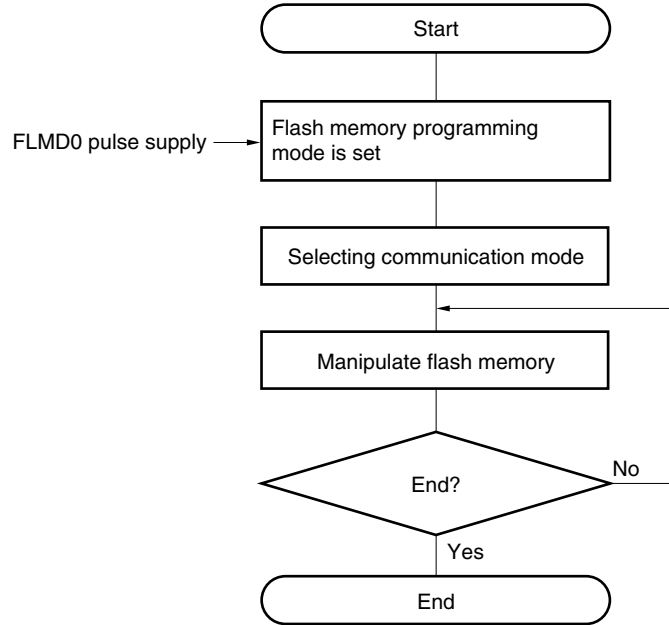 Start
FLMD0 pulse supply
Flash memory programming
mode is set
Selecting communication mode
Manipulate flash memory
End?
No
Yes
End